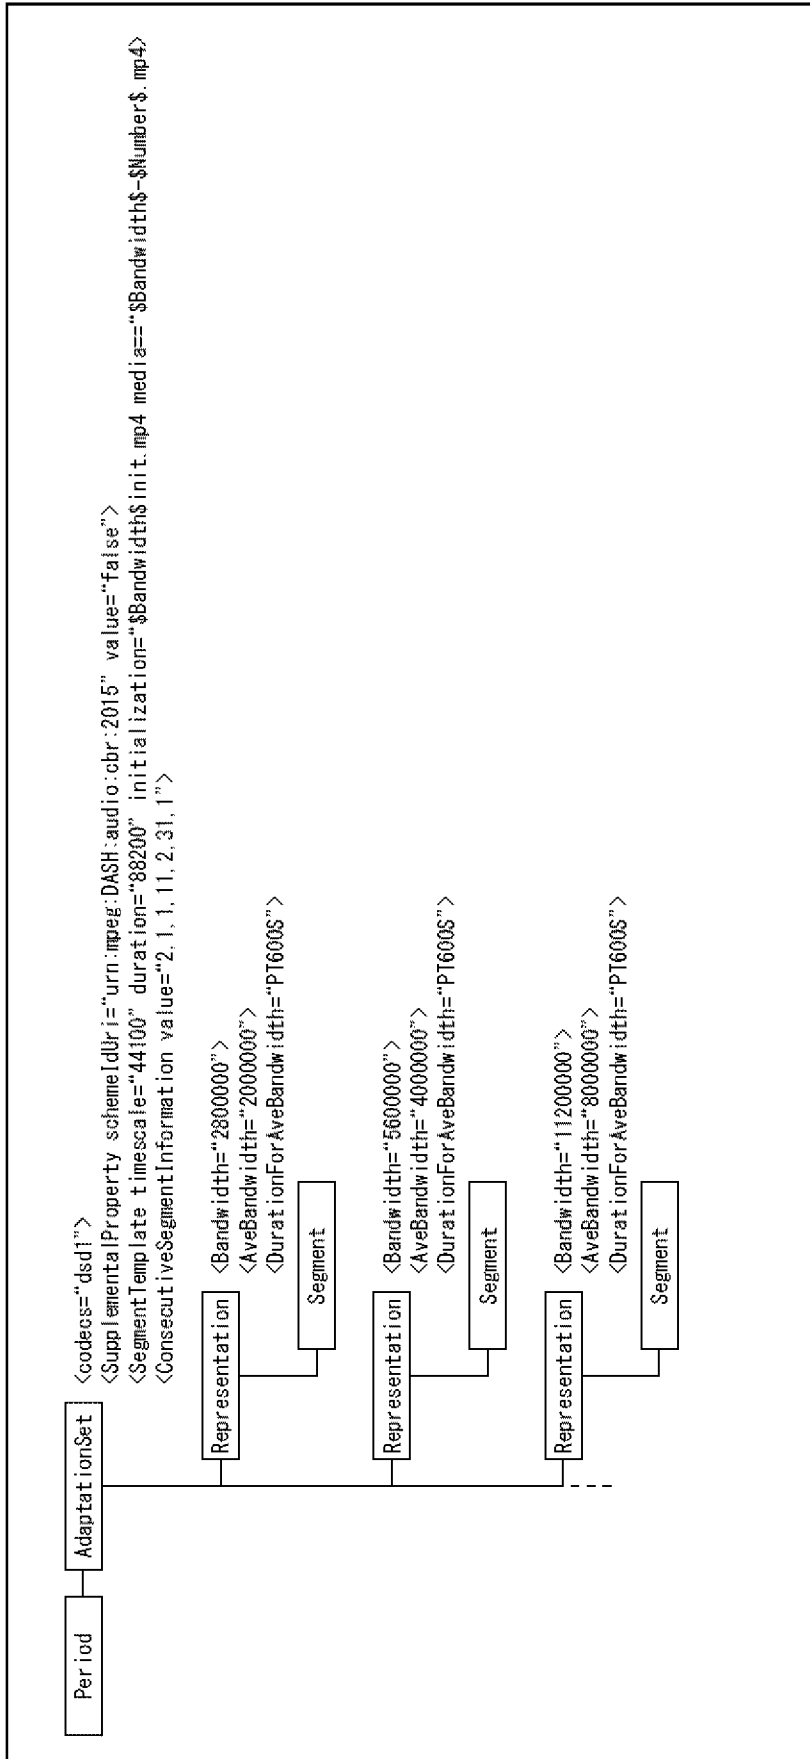 Period
AdaptationSet
<codecs=“dsd1”>
<SupplementalProperty schemeIdUri=“urn:mpeg:DASH:audio:cbr:2015” value=“false”>
<SegmentTemplate timescale=“44100” duration=“88200” initialization=“$Bandwidth$init.mp4 media==“$Bandwidth$-$Number$.mp4>
<ConsecutiveSegmentInformation value=“2,1,1,11,2,31,1”>
Representation
<Bandwidth=“2800000”>
<AveBandwidth=“2000000”>
<DurationForAveBandwidth=“PT600S”>
Segment
Representation
<Bandwidth=“5600000”>
<AveBandwidth=“4000000”>
<DurationForAveBandwidth=“PT600S”>
Segment
Representation
<Bandwidth=“11200000”>
<AveBandwidth=“8000000”>
<DurationForAveBandwidth=“PT600S”>
Segment